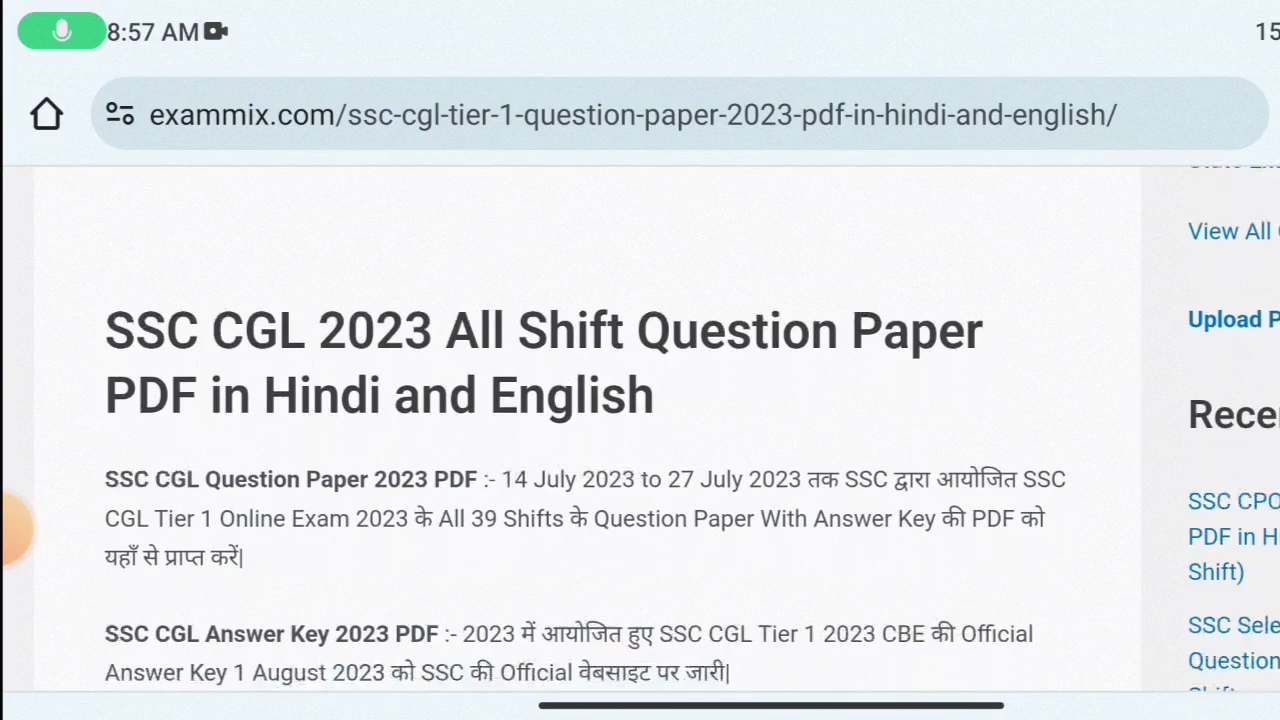 8:57 AM
15
exammix.com/ssc-cgl-tier-1-question-paper-2023-pdf-in-hindi-and-english/
View All
Upload P
SSC CGL 2023 All Shift Question Paper
PDF in Hindi and English
Recen
SSC CGL Question Paper 2023 PDF :- 14 July 2023 to 27 July 2023 तक SSC द्वारा आयोजित SSC
CGL Tier 1 Online Exam 2023 के All 39 Shifts के Question Paper With Answer Key की PDF को
यहाँ से प्राप्त करें|
SSC CPO
PDF in H
Shift)
SSC CGL Answer Key 2023 PDF :- 2023 में आयोजित हुए SSC CGL Tier 1 2023 CBE की Official
Answer Key 1 August 2023 को SSC की Official वेबसाइट पर जारी|
SSC Sele
Question